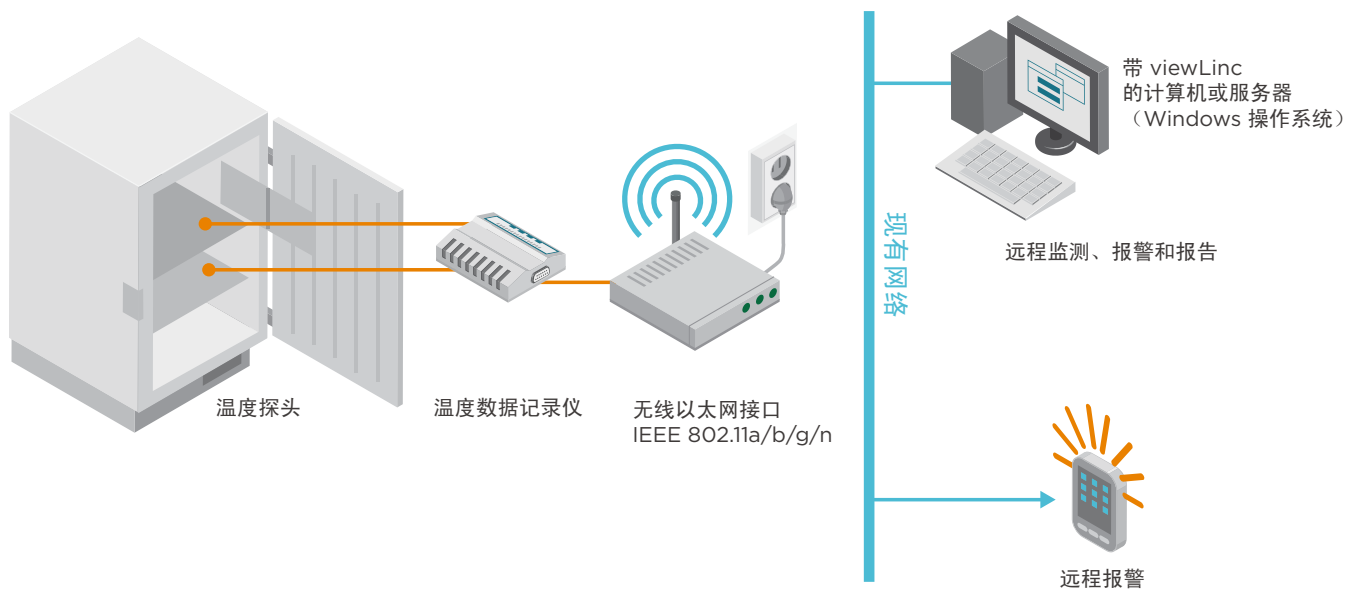 带 viewLinc
的计算机或服务器
（Windows 操作系统）
现有网络
远程监测、报警和报告
温度探头
温度数据记录仪
无线以太网接口
IEEE 802.11a/b/g/n
远程报警